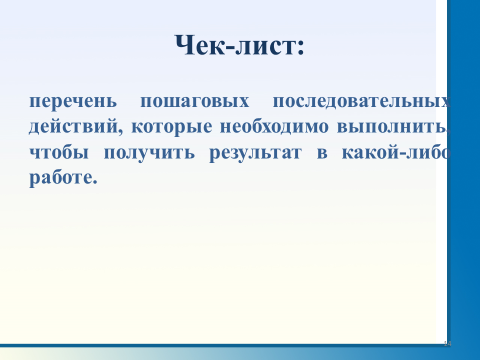 Чек-лист:
перечень пошаговых последовательных
действий, которые необходимо выполнить,
чтобы получить результат в какой-либо
работе.